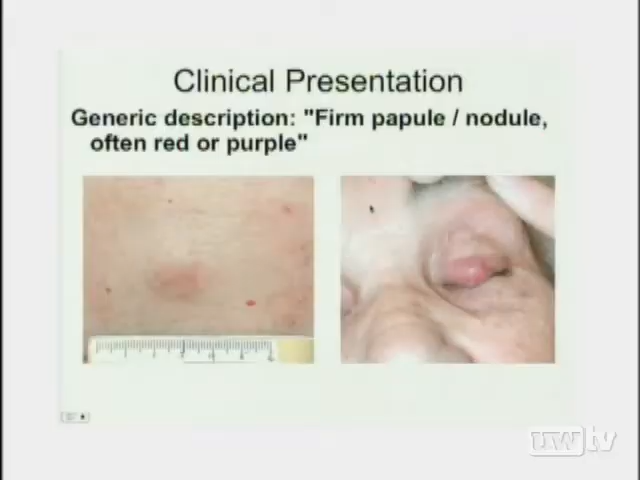 Clinical Presentation
Generic description: "Firm papule / nodule,
often red or purple"
uwtv